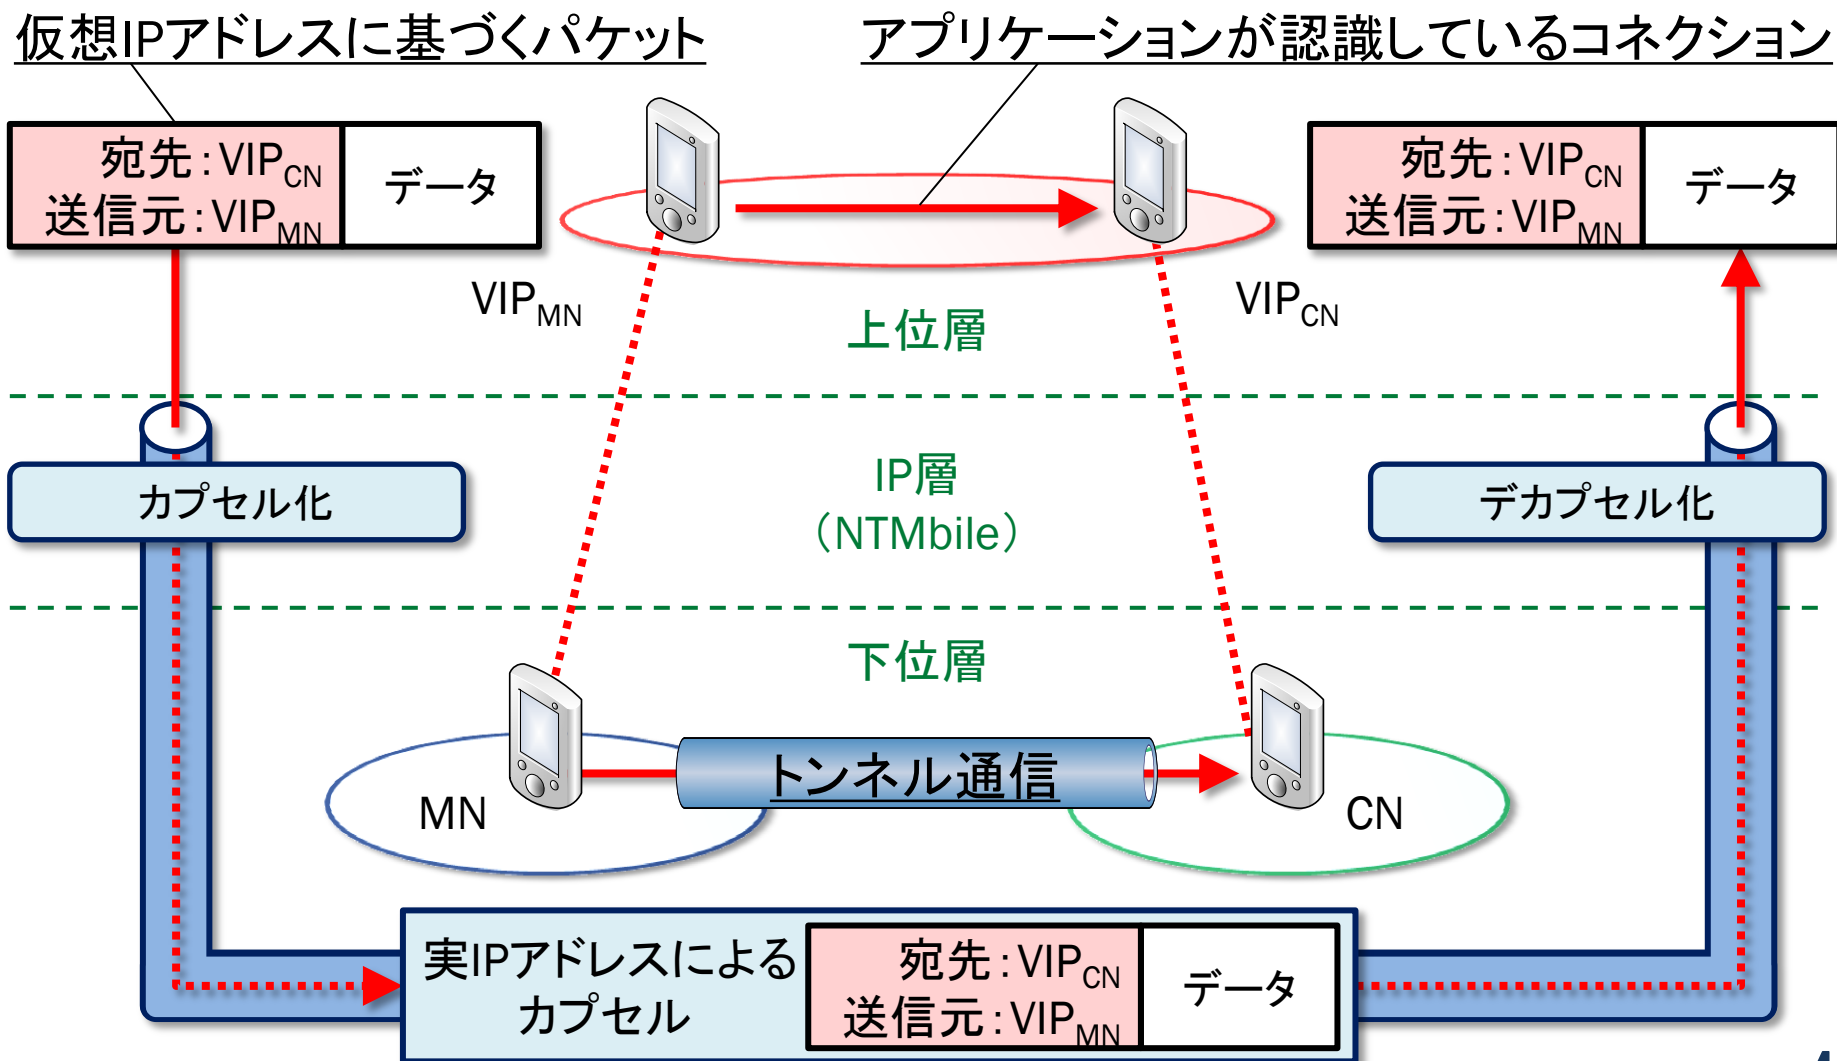 仮想IPアドレスに基づくパケット
アプリケーションが認識しているコネクション
宛先:VIPCN
送信元:VIPMN
データ
宛先:VIPCN
送信元:VIPMN
データ
VIPMN
VIPCN
上位層
カプセル化
IP層
(NTMbile)
デカプセル化
下位層
トンネル通信
MN
CN
実IPアドレスによる
カプセル
宛先:VIPCN
送信元:VIPMN
データ